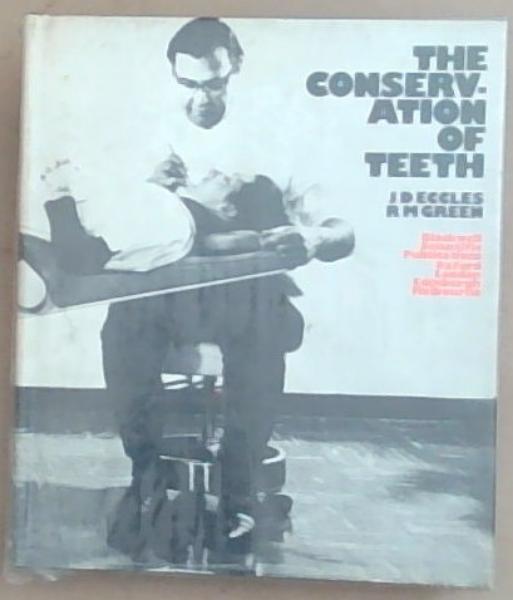 THE
CONSERV-
ATION
OF
TEETH
J D ECCLES
R M GREEN
Blackwell
Scientific
Publications
Oxford
London
Edinburgh
Melbourne